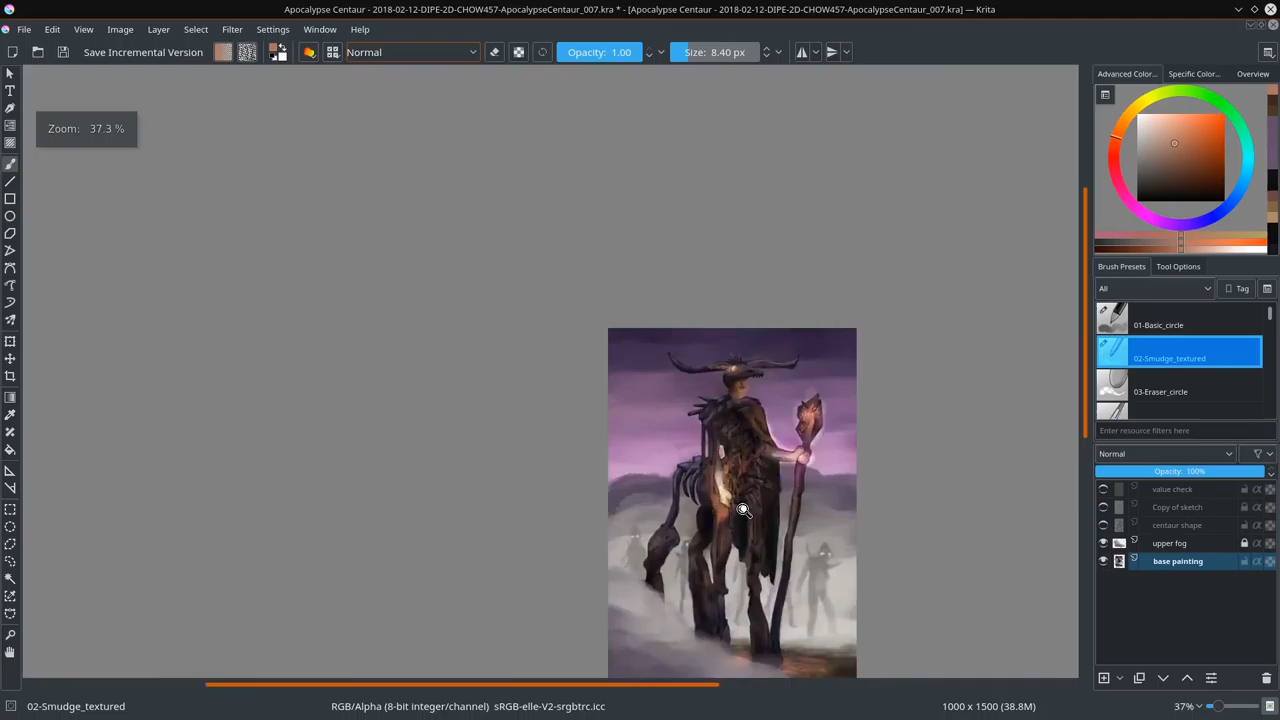 Apocalypse Centaur - 2018-02-12-DIPE-2D-CHOW457-ApocalypseCentaur_007.kra * - [Apocalypse Centaur - 2018-02-12-DIPE-2D-CHOW457-ApocalypseCentaur_007.kra] — Krita
File Edit View Image Layer Select Filter Settings Window Help
Save Incremental Version Normal Opacity: 1.00 Size: 8.40 px
Advanced Color... Specific Color... Overview
Zoom: 37.3 %
Brush Presets Tool Options
All Tag
01-Basic_circle
02-Smudge_textured
03-Eraser_circle
Enter resource filters here
Normal
Opacity: 100%
value check
Copy of sketch
centaur shape
upper fog
base painting
02-Smudge_textured RGB/Alpha (8-bit integer/channel) sRGB-elle-V2-srgbtrc.icc 1000 x 1500 (38.8M) 37%